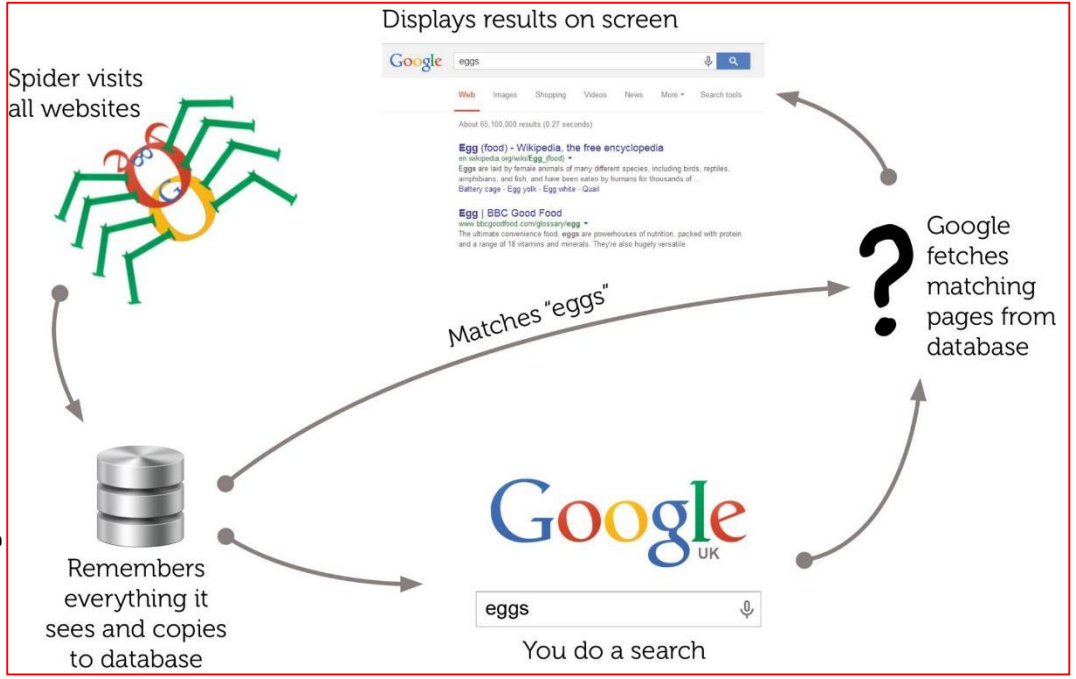 Displays results on screen
Google
eggs
Web Images Shopping Videos News More Search tools
About 65,100,000 results (0.27 seconds)
Egg (food) - Wikipedia, the free encyclopedia
en.wikipedia.org/wiki/Egg_(food)
Eggs are laid by female animals of many different species, including birds, reptiles,
amphibians, and fish, and have been eaten by humans for thousands of ...
Battery cage - Egg yolk - Egg white - Quail
Egg | BBC Good Food
www.bbcgoodfood.com/glossary/egg
The ultimate convenience food, eggs are powerhouses of nutrition, packed with protein
and a range of 18 vitamins and minerals. They're also hugely versatile.
Spider visits
all websites
8
G
Matches "eggs"
Google
fetches
matching
pages from
database
Remembers
everything it
sees and copies
to database
Google
UK
eggs
You do a search